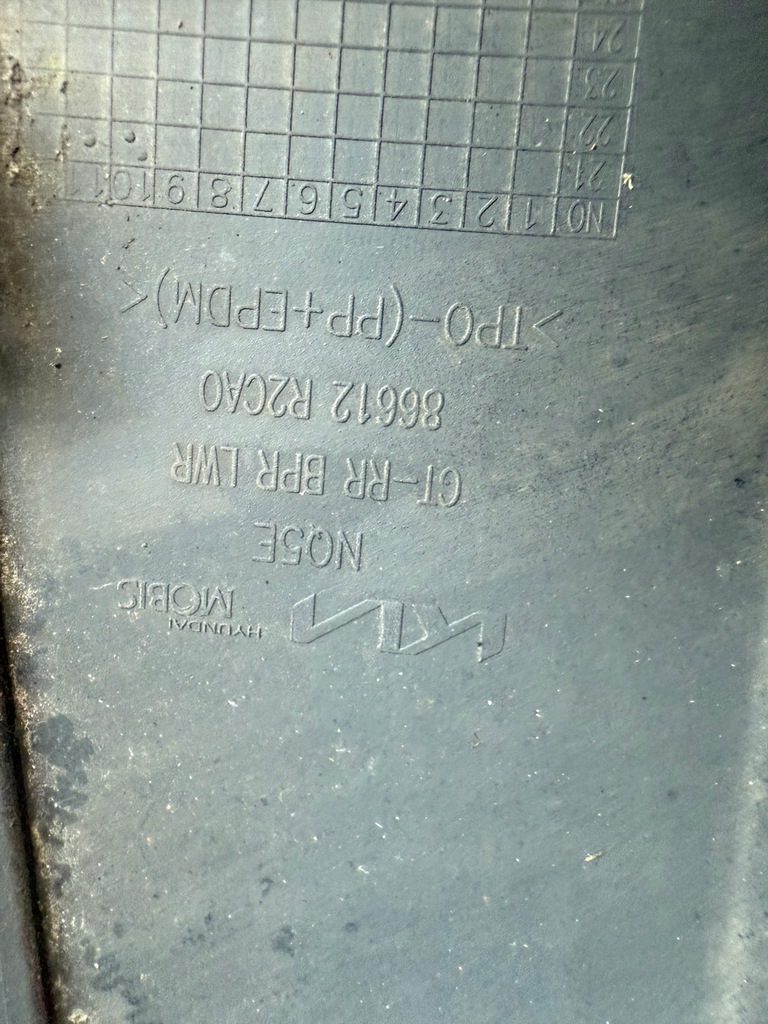 KIA HYUNDAI MOBIS
NQ5E
CT-RR BPR LWR
86612 R2CA0
>TPO-(PP+EPDM)<
NO 1 2 3 4 5 6 7 8 9 10 11
21
22
23
24